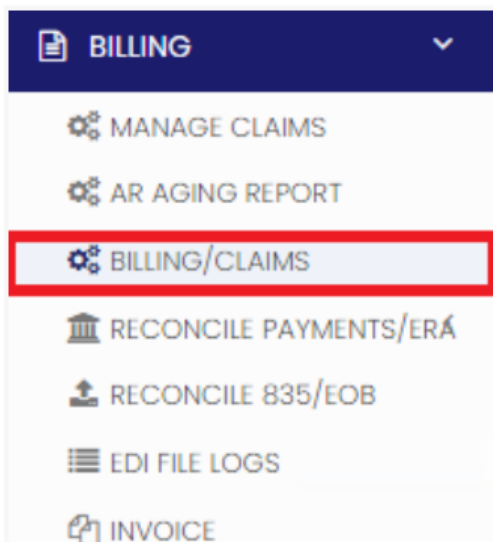 BILLING
MANAGE CLAIMS
AR AGING REPORT
BILLING/CLAIMS
RECONCILE PAYMENTS/ERA
RECONCILE 835/EOB
EDI FILE LOGS
INVOICE